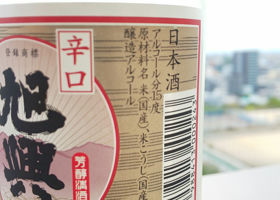 登録商標
辛口
旭興
芳醇清酒
日本酒
アルコール分15度
原材料名 米(国産)、米こうじ(国産
醸造アルコール